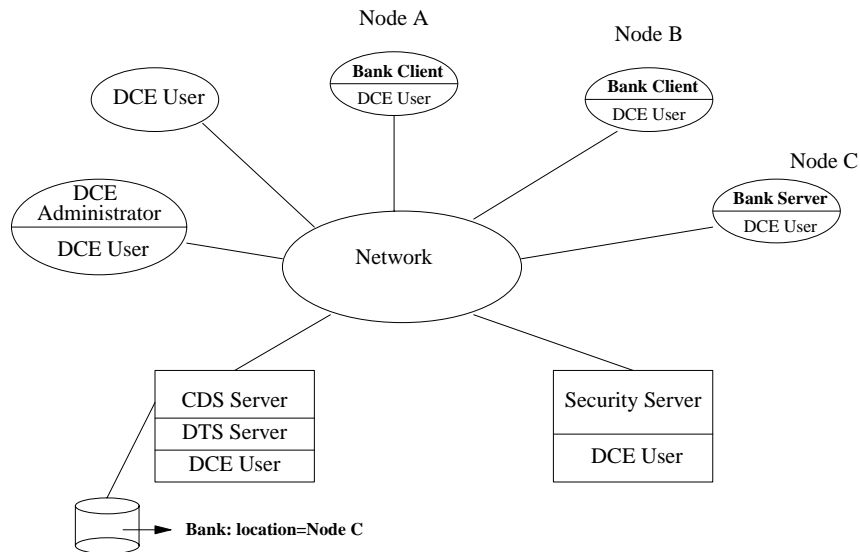 Node A
Node B
Bank Client
DCE User
Bank Client
DCE User
DCE User
Node C
DCE
Administrator
DCE User
Bank Server
DCE User
Network
CDS Server
DTS Server
DCE User
Security Server
DCE User
Bank: location=Node C